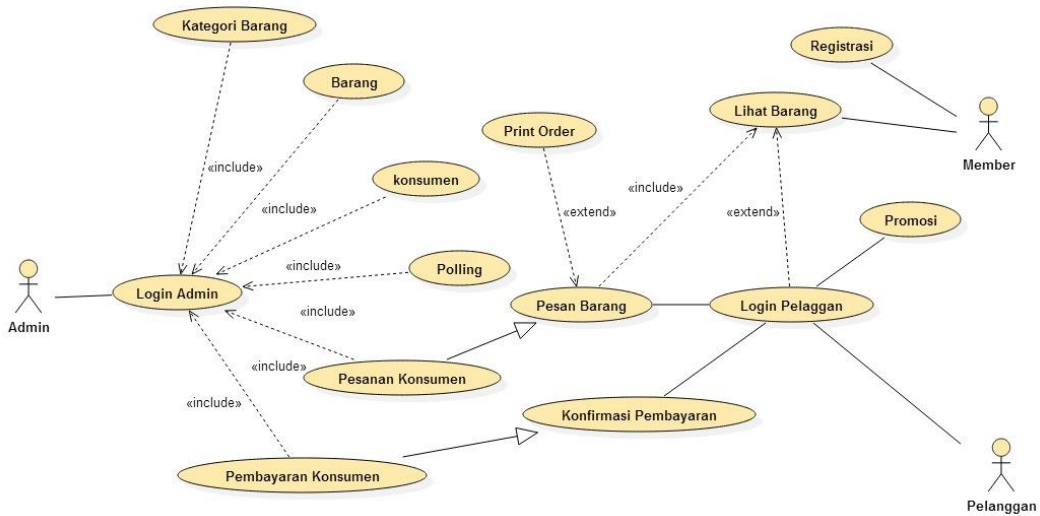 Kategori Barang
Registrasi
Barang
Lihat Barang
Print Order
Member
«include»
konsumen
«include»
«include»
«extend»
«extend»
Promosi
«include»
Polling
Login Admin
Pesan Barang
Login Pelaggan
Admin
«include»
«include»
Pesanan Konsumen
«include»
Konfirmasi Pembayaran
Pembayaran Konsumen
Pelanggan